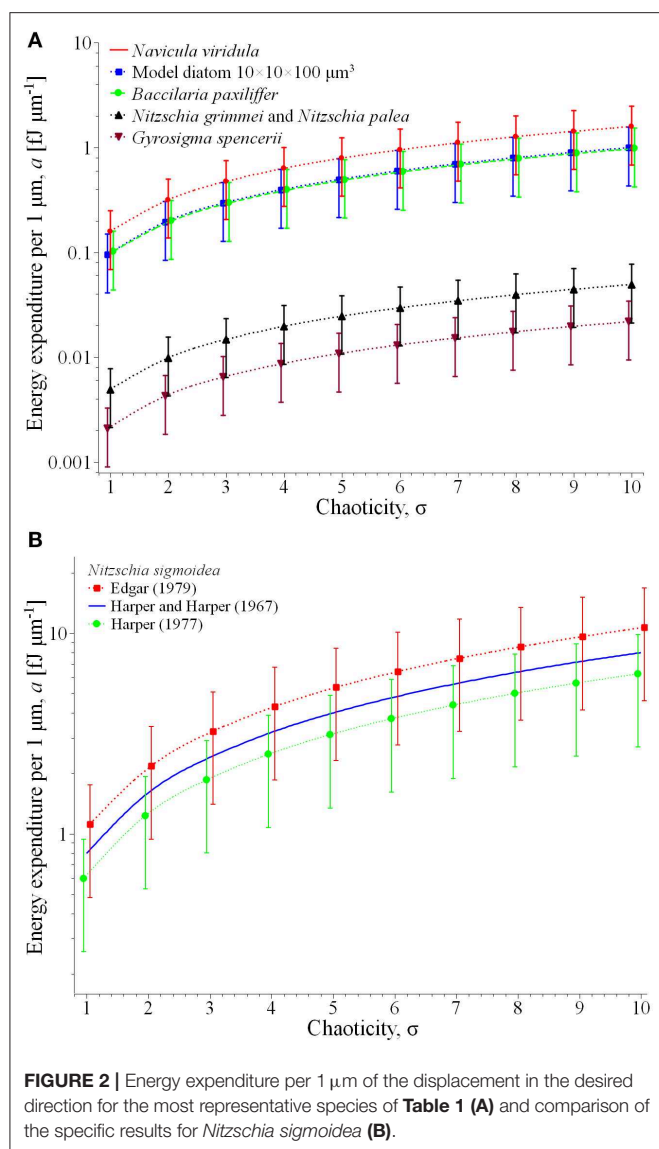 A
Navicula viridula
Model diatom 10×10×100 μm³
Baccilaria paxiliffer
Nitzschia grimmei and Nitzschia palea
Gyrosigma spencerii
Energy expenditure per 1 μm, a [fJ μm⁻¹]
10
1
0.1
0.01
0.001
1 2 3 4 5 6 7 8 9 10
Chaoticity, σ
B
Nitzschia sigmoidea
Edgar (1979)
Harper and Harper (1967)
Harper (1977)
Energy expenditure per 1 μm, a [fJ μm⁻¹]
10
1
1 2 3 4 5 6 7 8 9 10
Chaoticity, σ
FIGURE 2 | Energy expenditure per 1 μm of the displacement in the desired
direction for the most representative species of Table 1 (A) and comparison of
the specific results for Nitzschia sigmoidea (B).